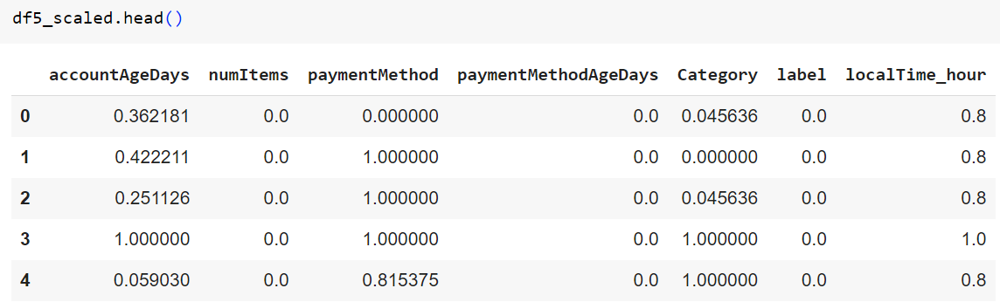 df5_scaled.head()
accountAgeDays numItems paymentMethod paymentMethodAgeDays Category label localTime_hour
0 0.362181 0.0 0.000000 0.0 0.045636 0.0 0.8
1 0.422211 0.0 1.000000 0.0 0.000000 0.0 0.8
2 0.251126 0.0 1.000000 0.0 0.045636 0.0 0.8
3 1.000000 0.0 1.000000 0.0 1.000000 0.0 1.0
4 0.059030 0.0 0.815375 0.0 1.000000 0.0 0.8